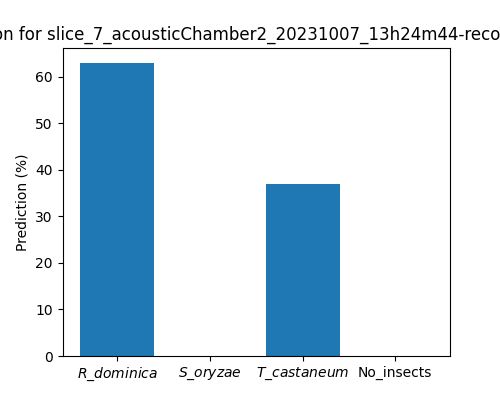 on for slice_7_acousticChamber2_20231007_13h24m44-reco
Prediction (%)
60
50
40
30
20
10
0
R_dominica S_oryzae T_castaneum No_insects